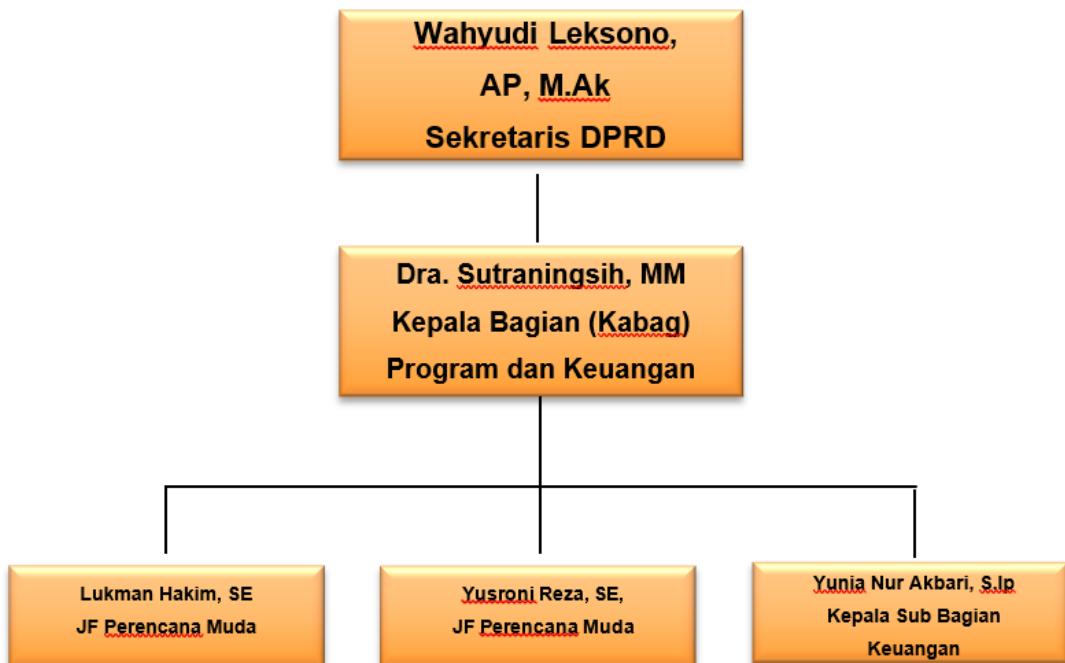 Wahyudi Leksono,
AP, M.Ak
Sekretaris DPRD
Dra. Sutraningsih, MM
Kepala Bagian (Kabag)
Program dan Keuangan
Lukman Hakim, SE
JF Perencana Muda
Yusroni Reza, SE,
JF Perencana Muda
Yunia Nur Akbari, S.Ip
Kepala Sub Bagian
Keuangan